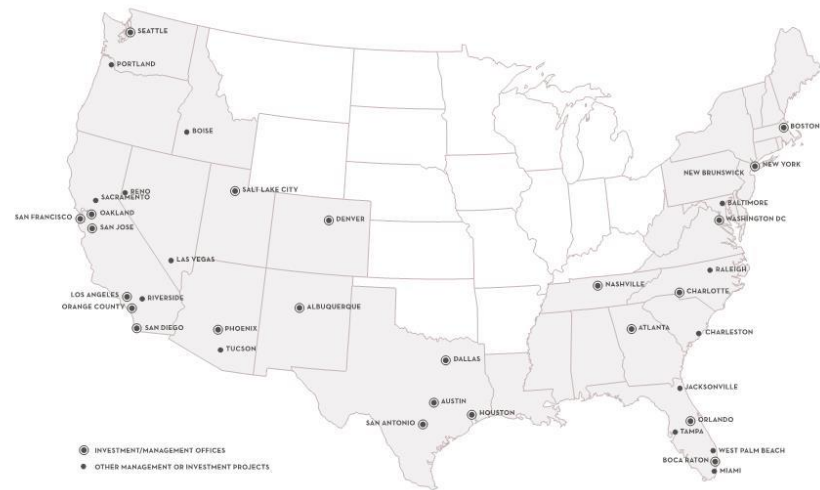 SEATTLE
PORTLAND
BOISE
BOSTON
NEW YORK
NEW BRUNSWICK
RENO
SALT LAKE CITY
SACRAMENTO
BALTIMORE
SAN FRANCISCO
OAKLAND
DENVER
WASHINGTON DC
SAN JOSE
LAS VEGAS
RALEIGH
NASHVILLE
CHARLOTTE
LOS ANGELES
RIVERSIDE
ORANGE COUNTY
ALBUQUERQUE
SAN DIEGO
PHOENIX
ATLANTA
CHARLESTON
TUCSON
DALLAS
JACKSONVILLE
AUSTIN
HOUSTON
SAN ANTONIO
ORLANDO
TAMPA
INVESTMENT/MANAGEMENT OFFICES
WEST PALM BEACH
BOCA RATON
OTHER MANAGEMENT OR INVESTMENT PROJECTS
MIAMI